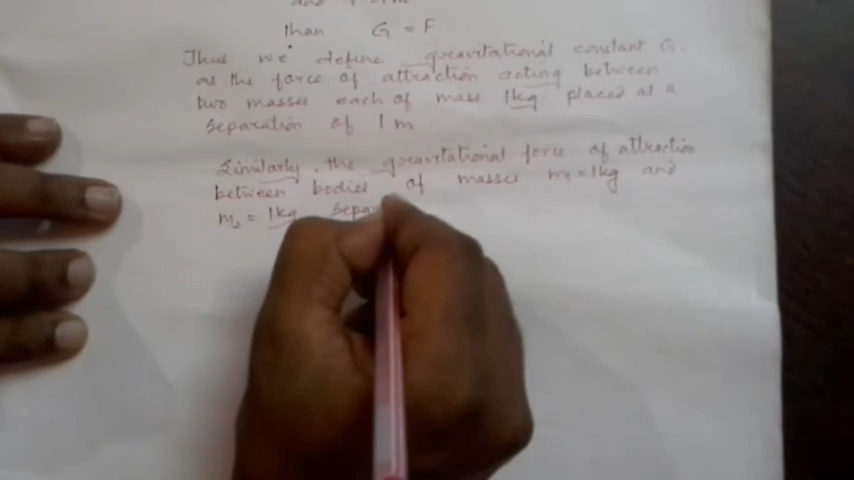 and
than G = F
Thus we define gravitational constant G.
as the force of attraction acting between
two masses each of mass 1kg placed at a
separation of 1 m
Similarly, the gravitational force of attraction
between bodies of masses m₁ = 1kg and
m₂ = 1kg sepa